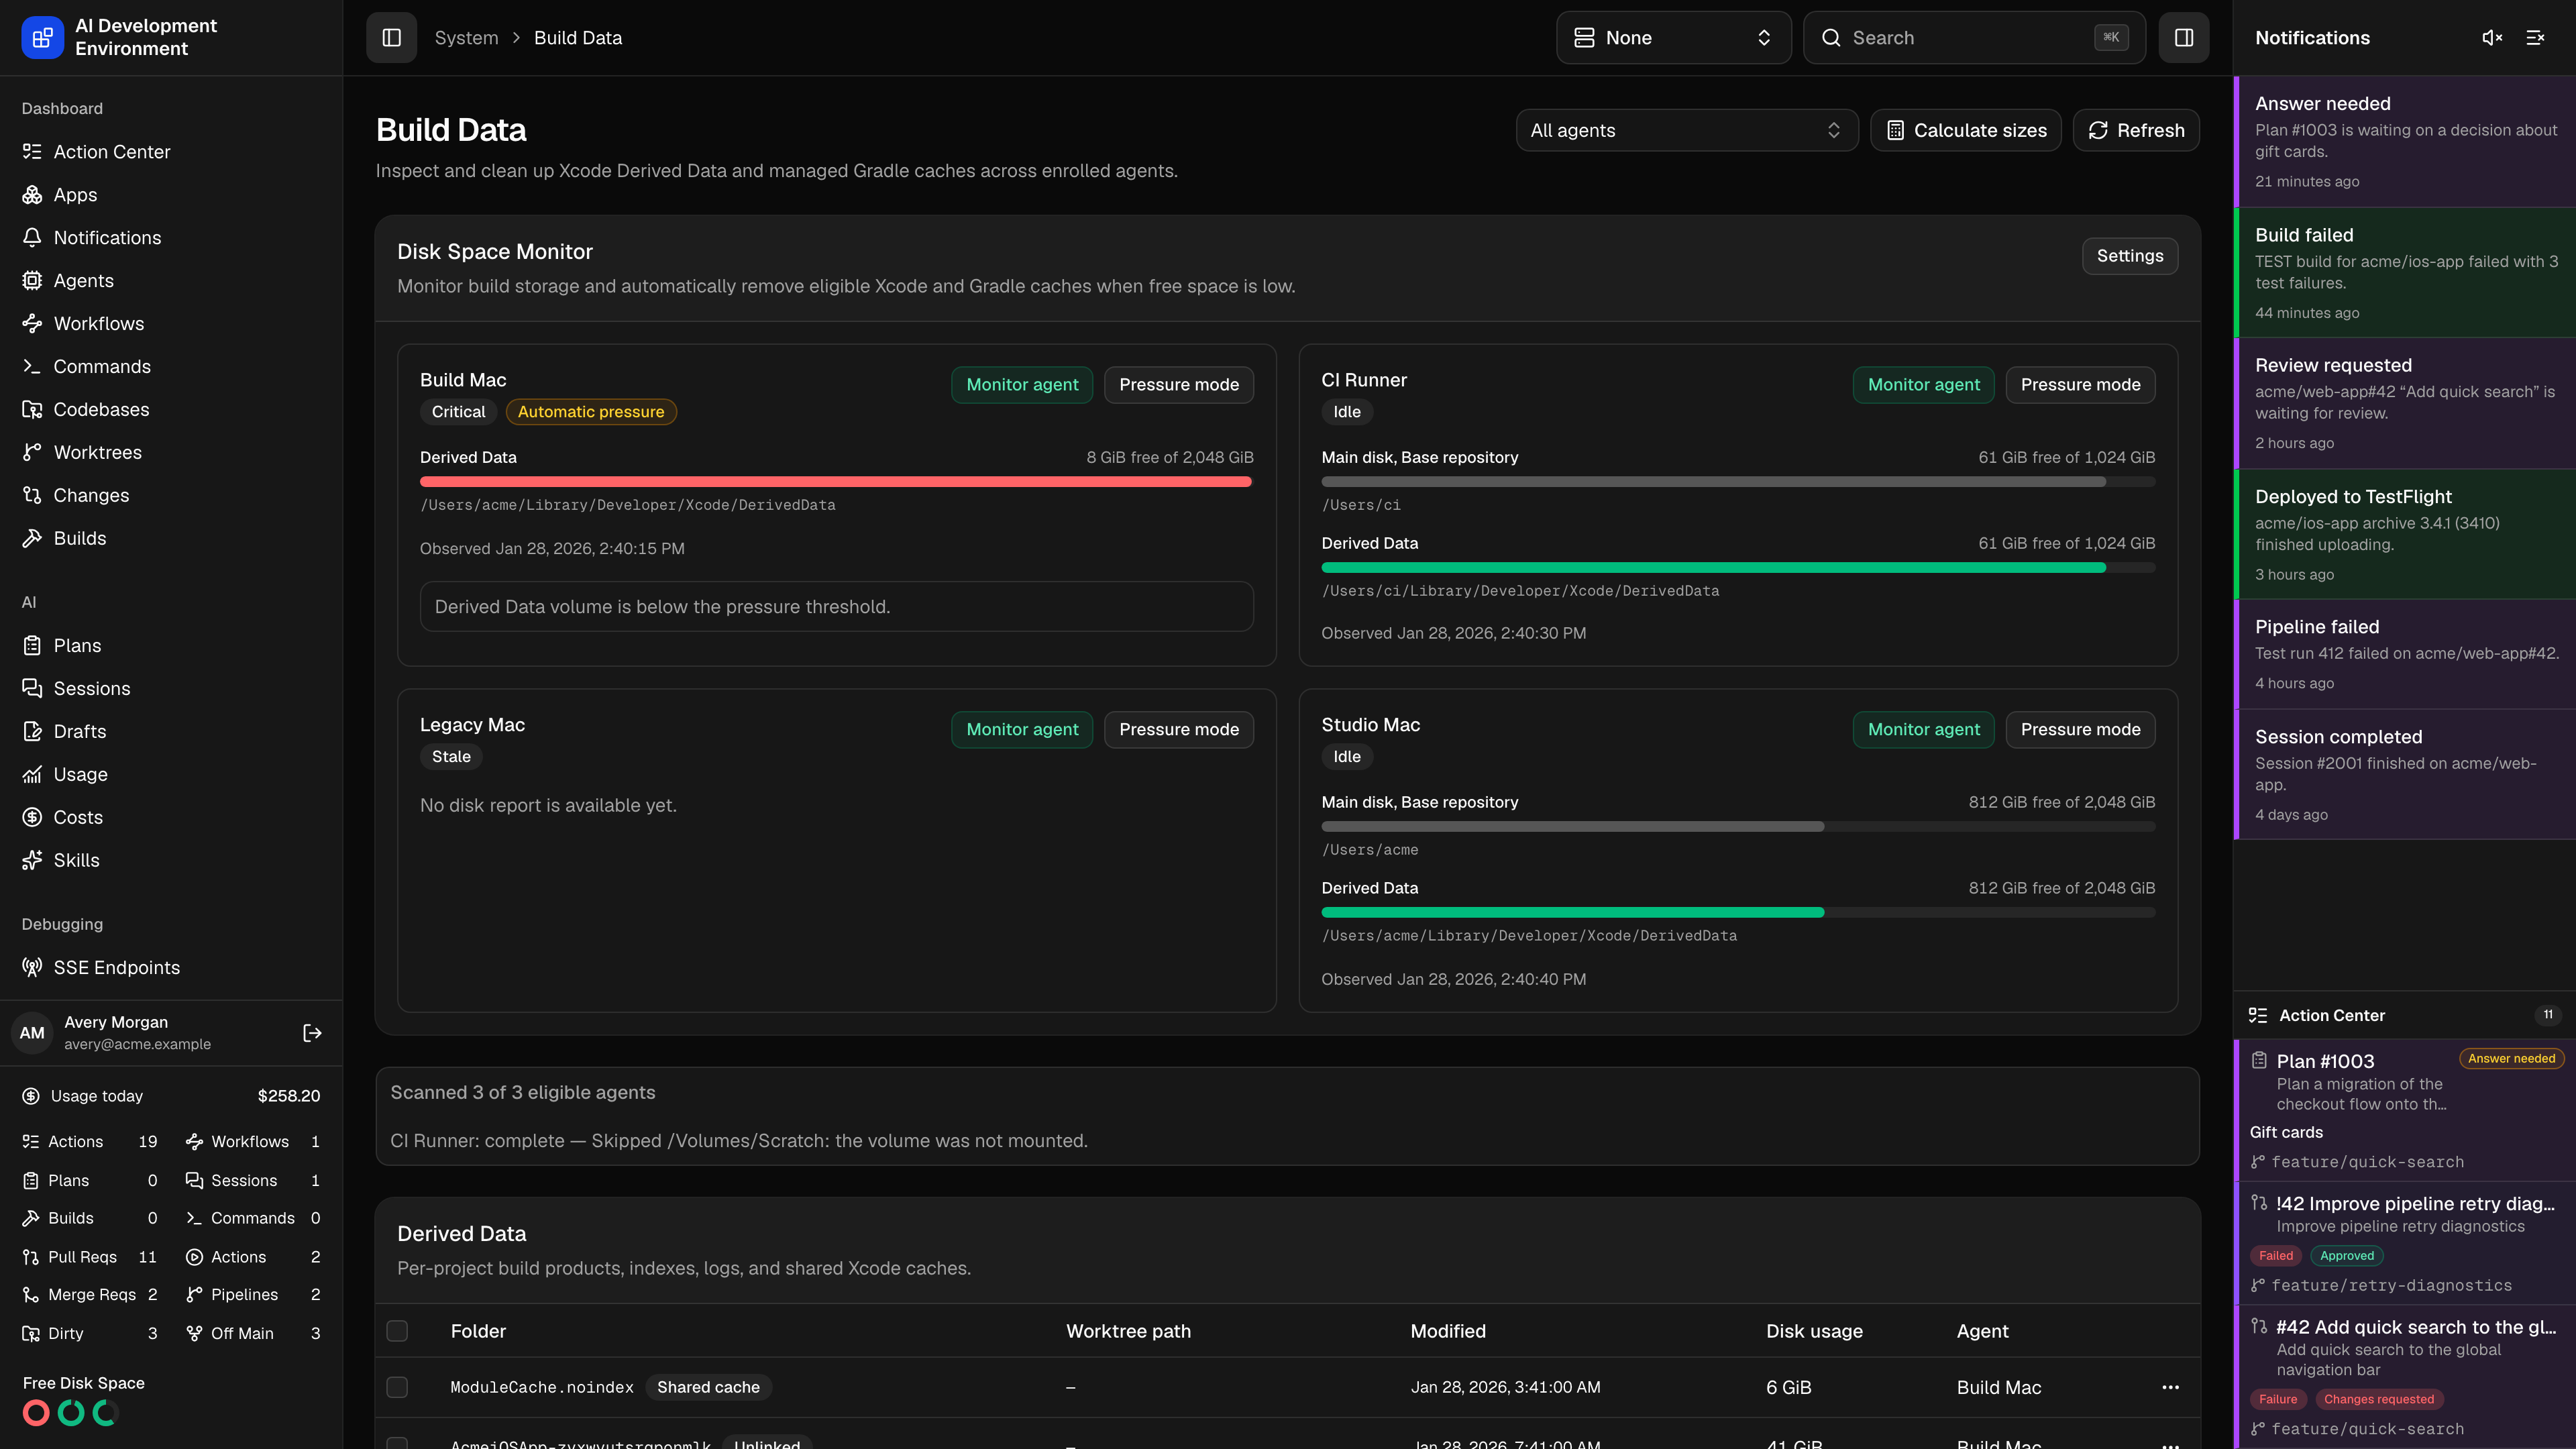 AI Development
Environment
Dashboard
Action Center
Apps
Notifications
Agents
Workflows
Commands
Codebases
Worktrees
Changes
Builds
AI
Plans
Sessions
Drafts
Usage
Costs
Skills
Debugging
SSE Endpoints
AM
Avery Morgan
avery@acme.example
Usage today $258.20
Actions 19 Workflows 1
Plans 0 Sessions 1
Builds 0 Commands 0
Pull Reqs 11 Actions 2
Merge Reqs 2 Pipelines 2
Dirty 3 Off Main 3
Free Disk Space
System > Build Data
None
Search ⌘K
Build Data
Inspect and clean up Xcode Derived Data and managed Gradle caches across enrolled agents.
All agents
Calculate sizes
Refresh
Disk Space Monitor
Monitor build storage and automatically remove eligible Xcode and Gradle caches when free space is low.
Settings
Build Mac
Critical Automatic pressure
Monitor agent Pressure mode
Derived Data 8 GiB free of 2,048 GiB
/Users/acme/Library/Developer/Xcode/DerivedData
Observed Jan 28, 2026, 2:40:15 PM
Derived Data volume is below the pressure threshold.
CI Runner
Idle
Monitor agent Pressure mode
Main disk, Base repository 61 GiB free of 1,024 GiB
/Users/ci
Derived Data 61 GiB free of 1,024 GiB
/Users/ci/Library/Developer/Xcode/DerivedData
Observed Jan 28, 2026, 2:40:30 PM
Legacy Mac
Stale
Monitor agent Pressure mode
No disk report is available yet.
Studio Mac
Idle
Monitor agent Pressure mode
Main disk, Base repository 812 GiB free of 2,048 GiB
/Users/acme
Derived Data 812 GiB free of 2,048 GiB
/Users/acme/Library/Developer/Xcode/DerivedData
Observed Jan 28, 2026, 2:40:40 PM
Scanned 3 of 3 eligible agents
CI Runner: complete — Skipped /Volumes/Scratch: the volume was not mounted.
Derived Data
Per-project build products, indexes, logs, and shared Xcode caches.
Folder Worktree path Modified Disk usage Agent
ModuleCache.noindex Shared cache – Jan 28, 2026, 3:41:00 AM 6 GiB Build Mac
AcmeiOSApp-zyxwvutsrqponmlk Unlinked – Jan 28, 2026, 7:41:00 AM 41 GiB Build Mac
Notifications
Answer needed
Plan #1003 is waiting on a decision about
gift cards.
21 minutes ago
Build failed
TEST build for acme/ios-app failed with 3
test failures.
44 minutes ago
Review requested
acme/web-app#42 “Add quick search” is
waiting for review.
2 hours ago
Deployed to TestFlight
acme/ios-app archive 3.4.1 (3410)
finished uploading.
3 hours ago
Pipeline failed
Test run 412 failed on acme/web-app#42.
4 hours ago
Session completed
Session #2001 finished on acme/web-
app.
4 days ago
Action Center 11
Plan #1003 Answer needed
Plan a migration of the
checkout flow onto th...
Gift cards
feature/quick-search
!42 Improve pipeline retry diag...
Improve pipeline retry diagnostics
Failed Approved
feature/retry-diagnostics
#42 Add quick search to the gl...
Add quick search to the global
navigation bar
Failure Changes requested
feature/quick-search